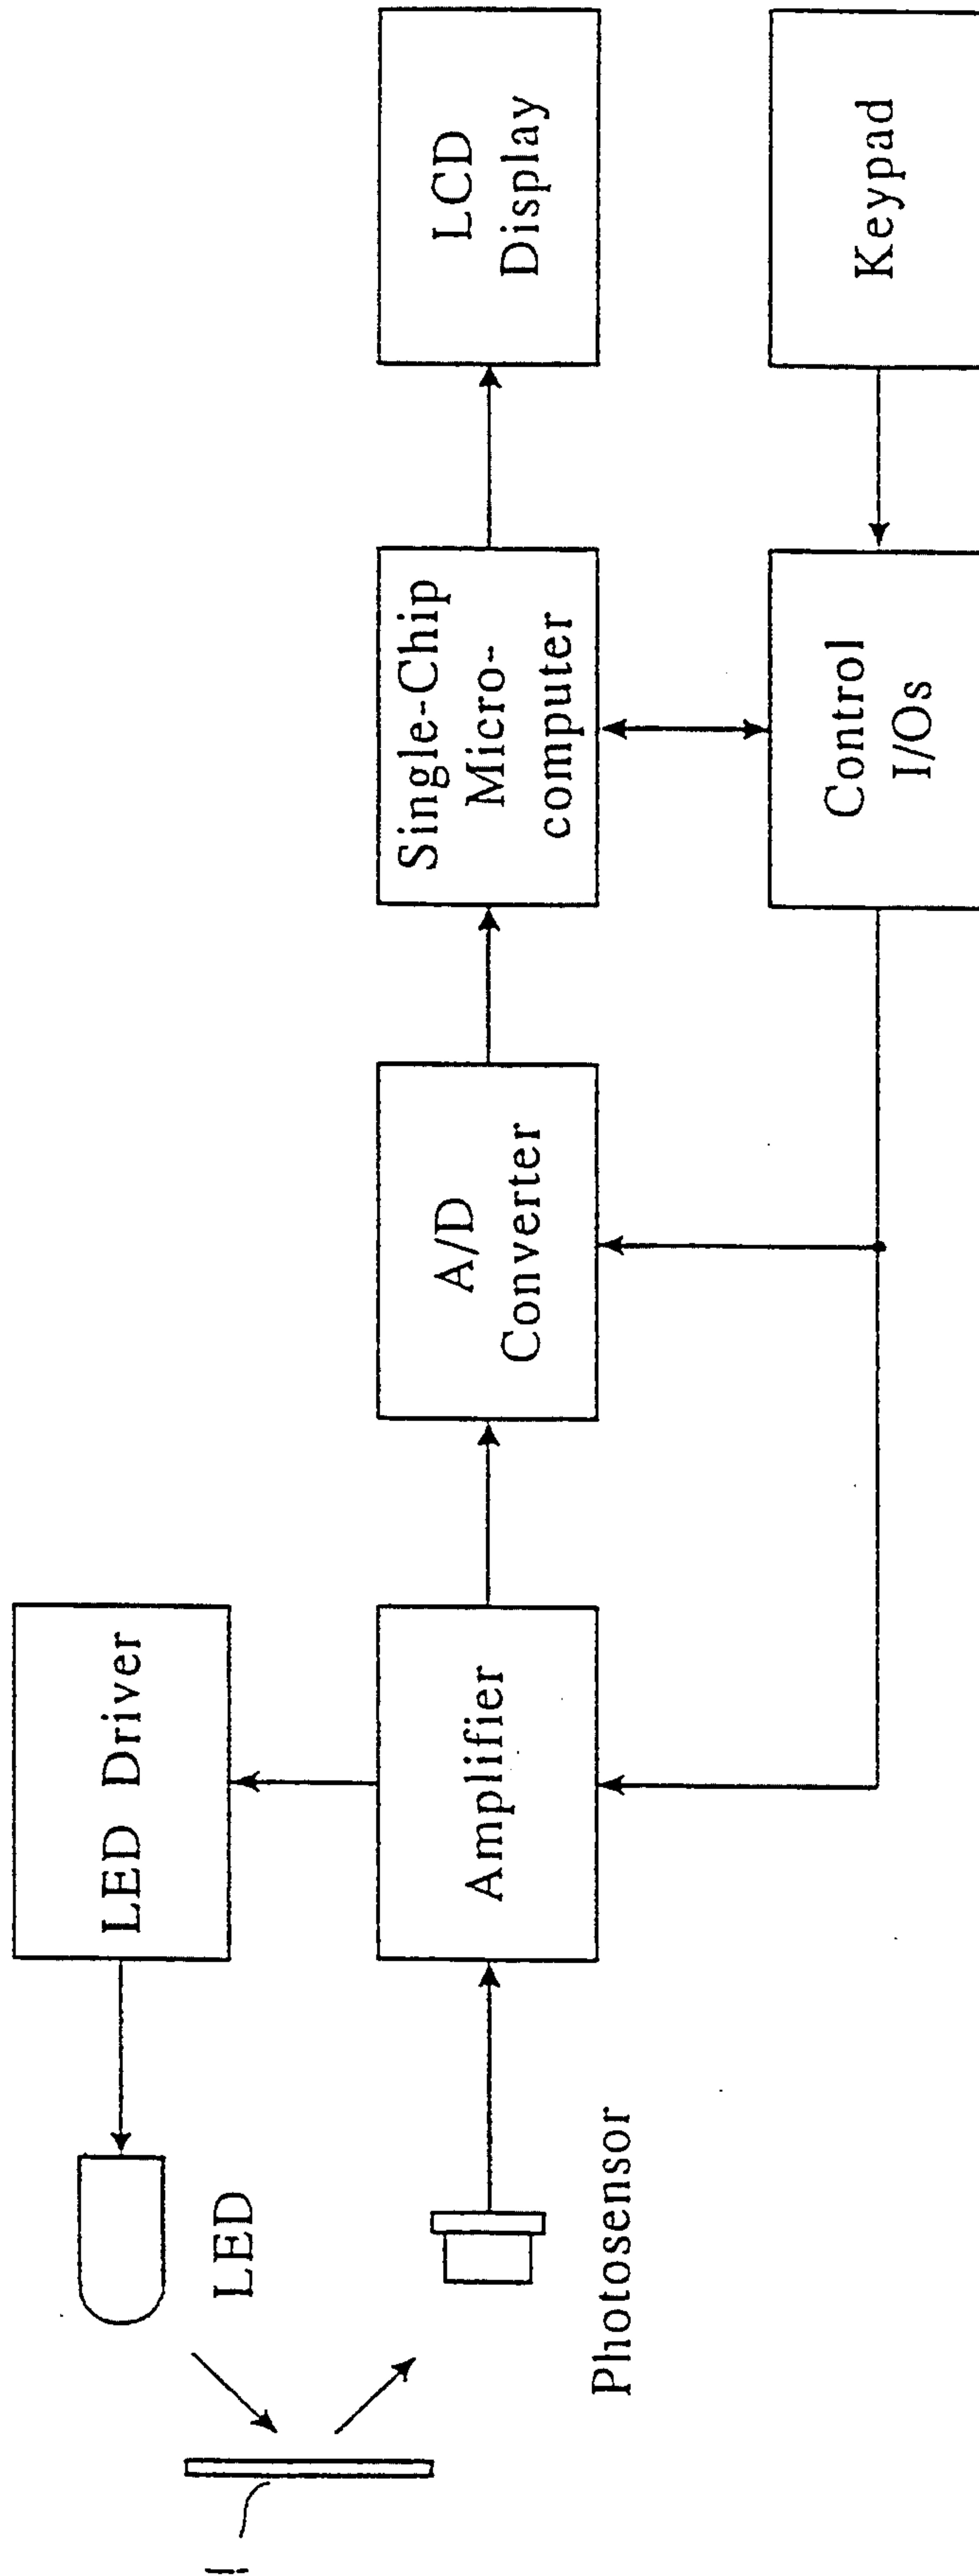 LED Driver
LED
Photosensor
Amplifier
A/D
Converter
Single-Chip
Micro-
computer
LCD
Display
Control
I/Os
Keypad